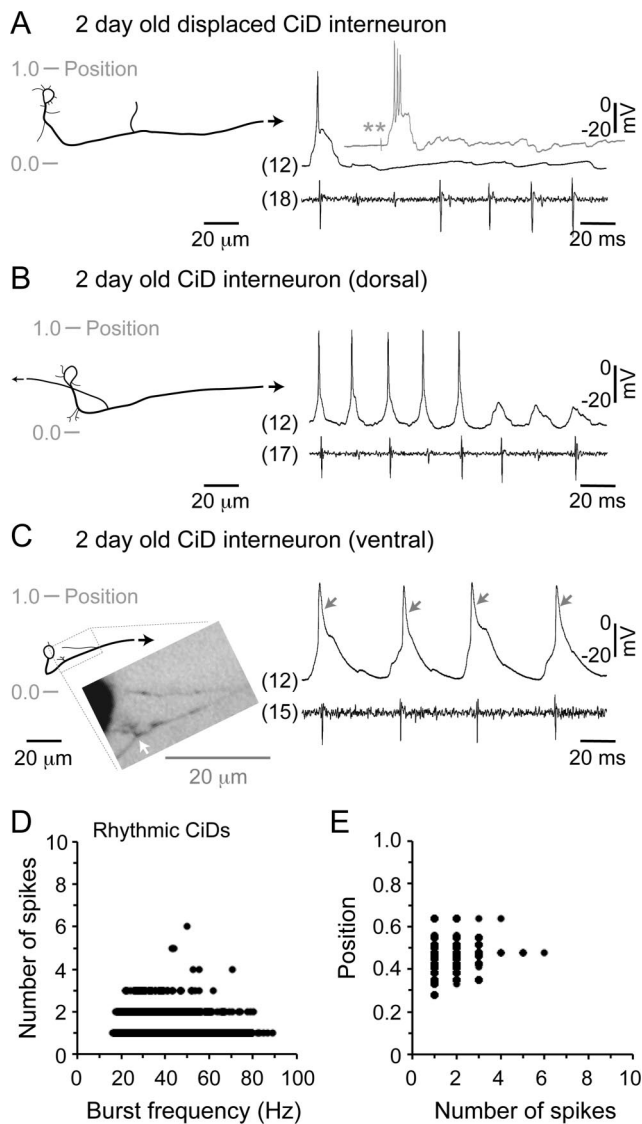 A 2 day old displaced CiD interneuron
1.0 — Position
0.0 —
**
(12)
(18)
0
-20
mV
20 µm
20 ms
B 2 day old CiD interneuron (dorsal)
1.0 — Position
0.0 —
(12)
(17)
0
-20
mV
20 µm
20 ms
C 2 day old CiD interneuron (ventral)
1.0 — Position
0.0 —
(12)
(15)
0
-20
mV
20 µm
20 µm
20 ms
D
Rhythmic CiDs
Number of spikes
10
8
6
4
2
0
0 20 40 60 80 100
Burst frequency (Hz)
E
Position
1.0
0.8
0.6
0.4
0.2
0
0 2 4 6 8 10
Number of spikes